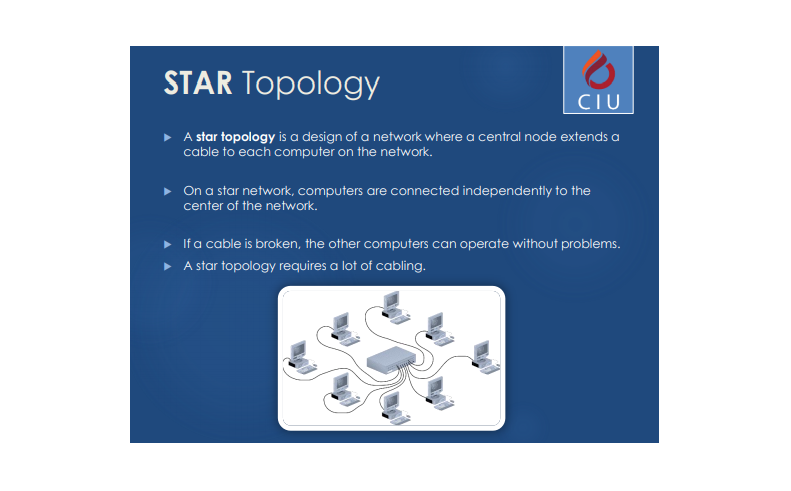 STAR Topology
CIU
A star topology is a design of a network where a central node extends a
cable to each computer on the network.
On a star network, computers are connected independently to the
center of the network.
If a cable is broken, the other computers can operate without problems.
A star topology requires a lot of cabling.